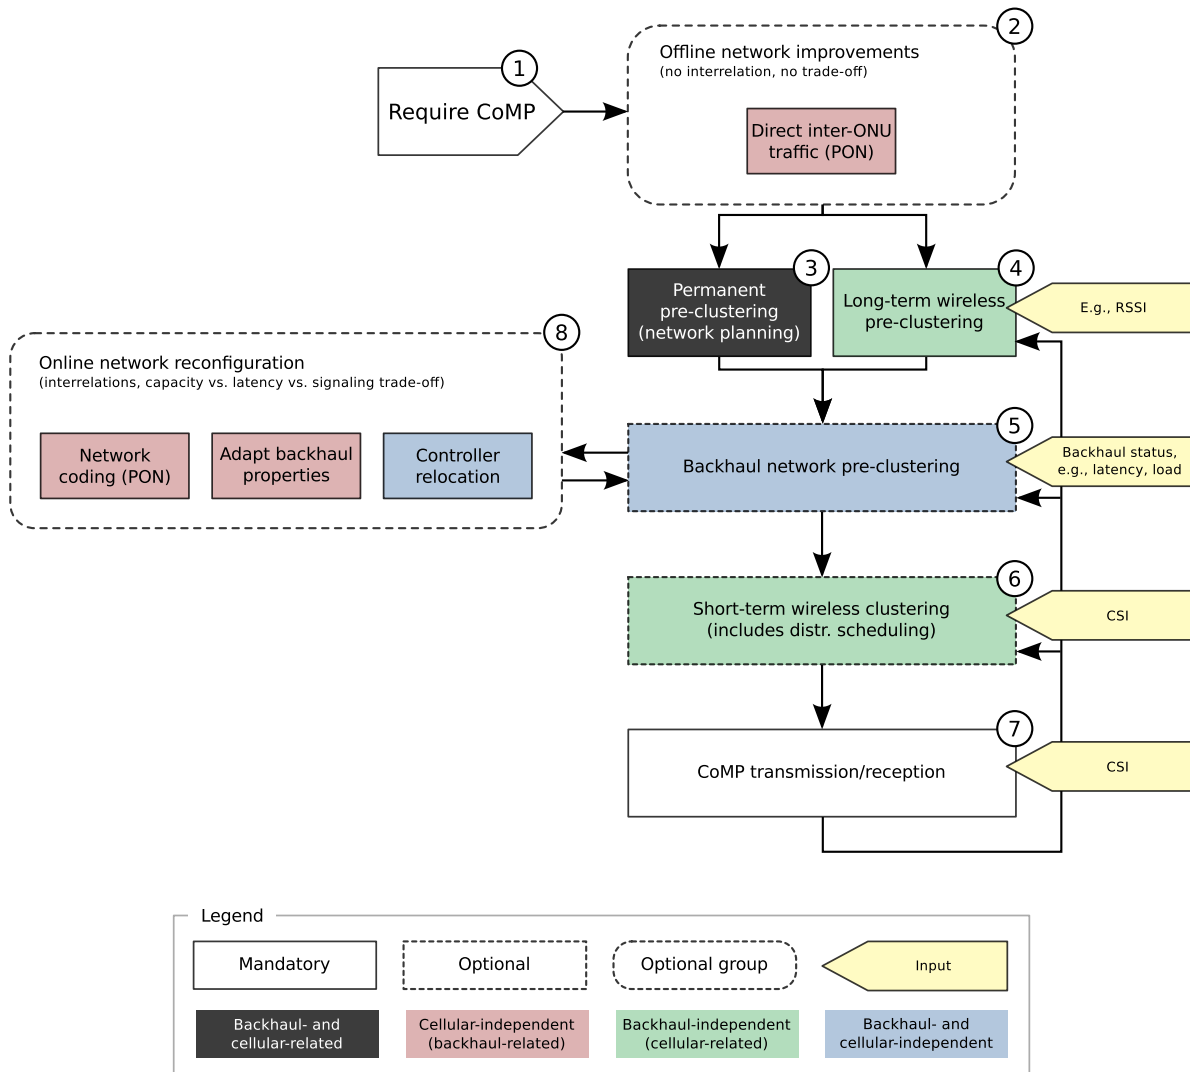 1
Require CoMP
2
Offline network improvements
(no interrelation, no trade-off)
Direct inter-ONU
traffic (PON)
3
Permanent
pre-clustering
(network planning)
4
Long-term wireless
pre-clustering
E.g., RSSI
8
Online network reconfiguration
(interrelations, capacity vs. latency vs. signaling trade-off)
Network
coding (PON)
Adapt backhaul
properties
Controller
relocation
5
Backhaul network pre-clustering
Backhaul status,
e.g., latency, load
6
Short-term wireless clustering
(includes distr. scheduling)
CSI
7
CoMP transmission/reception
CSI
Legend
Mandatory
Optional
Optional group
Input
Backhaul- and
cellular-related
Cellular-independent
(backhaul-related)
Backhaul-independent
(cellular-related)
Backhaul- and
cellular-independent